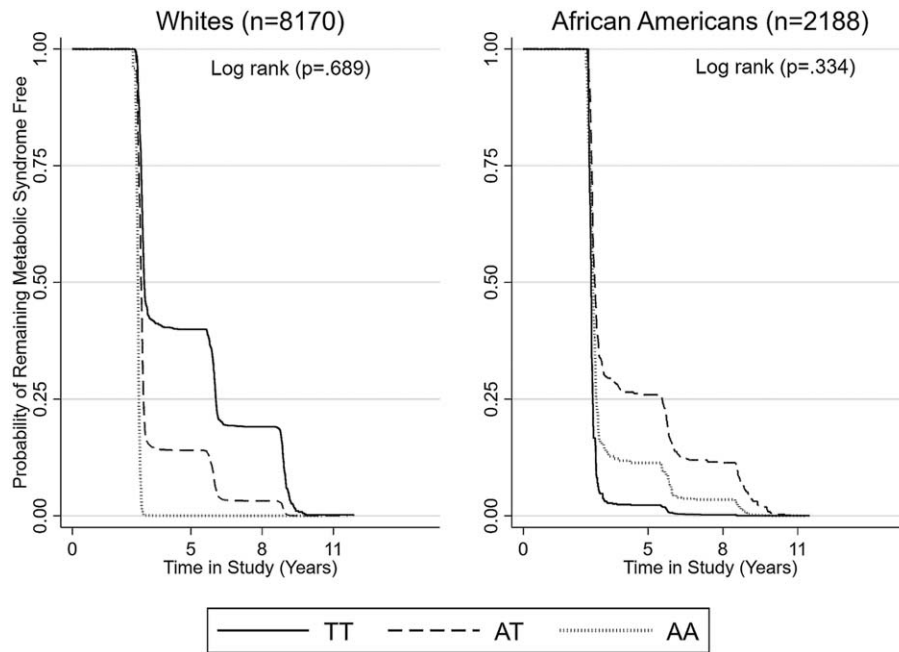 Whites (n=8170)
Log rank (p=.689)
Probability of Remaining Metabolic Syndrome Free
1.00
0.75
0.50
0.25
0.00
0 5 8 11
Time in Study (Years)
African Americans (n=2188)
Log rank (p=.334)
1.00
0.75
0.50
0.25
0.00
0 5 8 11
Time in Study (Years)
TT AT AA